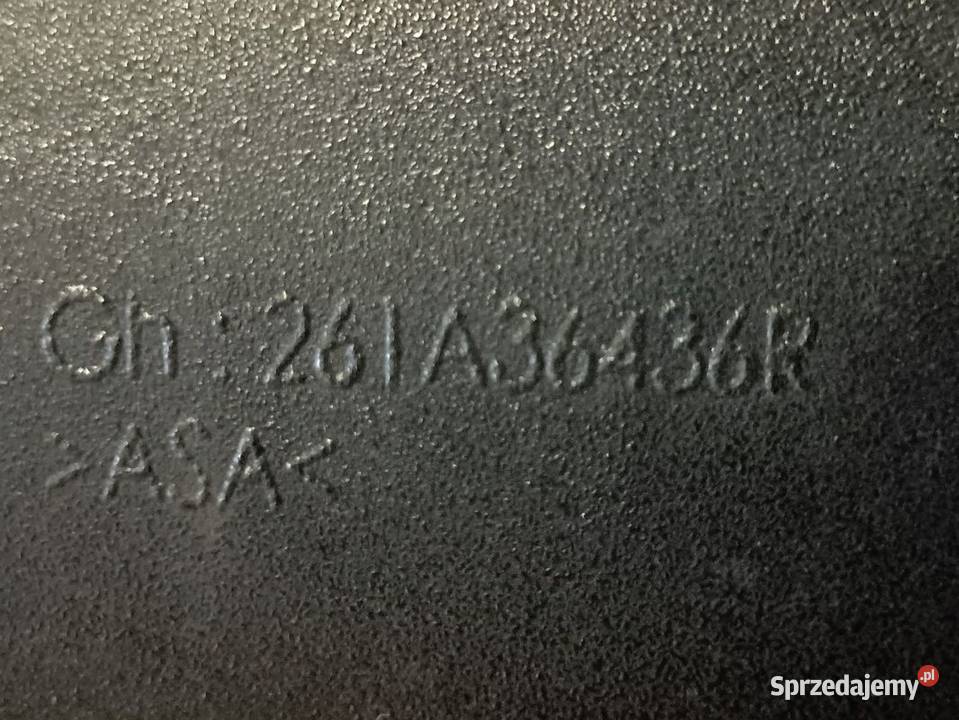 Gh : 261A36436R
>ASA<
Sprzedajemy.pl